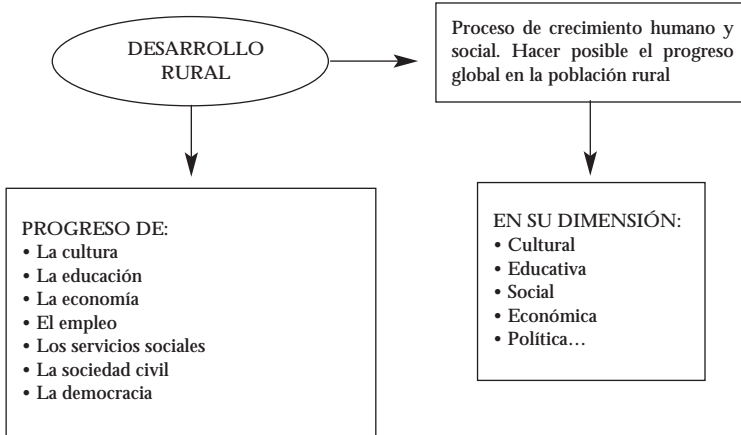 DESARROLLO
RURAL
Proceso de crecimiento humano y
social. Hacer posible el progreso
global en la población rural
PROGRESO DE:
• La cultura
• La educación
• La economía
• El empleo
• Los servicios sociales
• La sociedad civil
• La democracia
EN SU DIMENSIÓN:
• Cultural
• Educativa
• Social
• Económica
• Política…